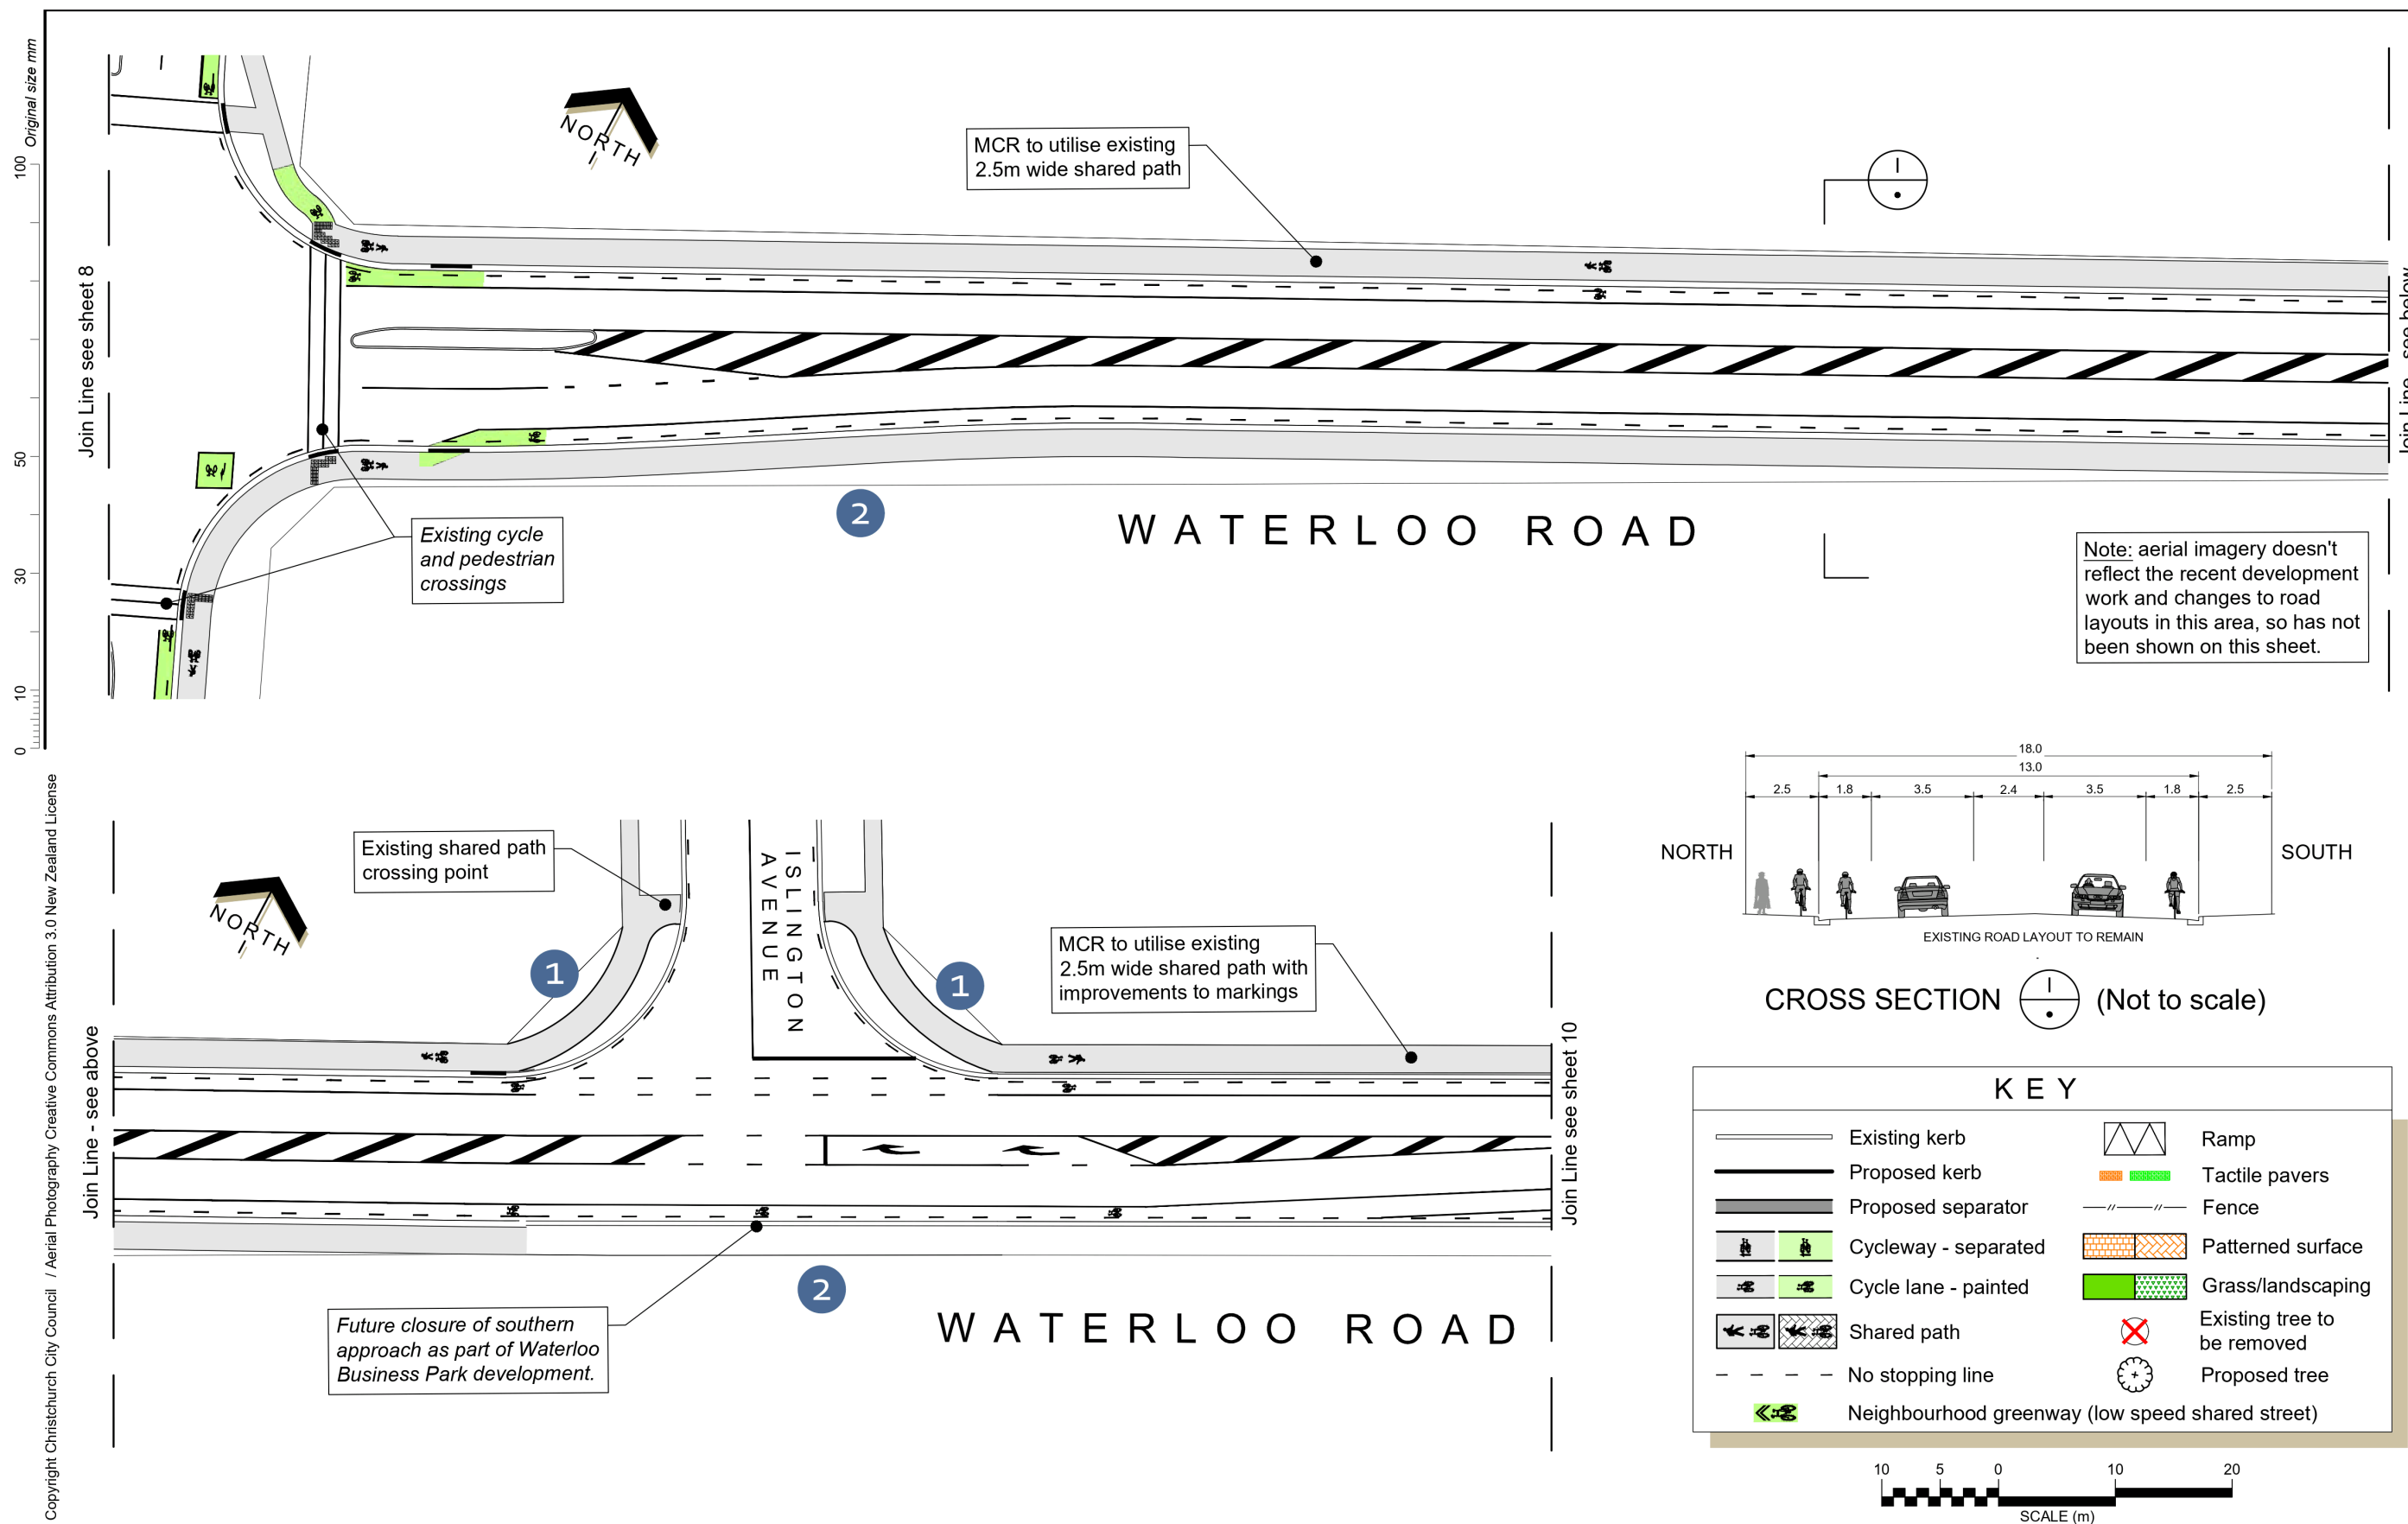 Original size mm
100
50
30
10
0
Copyright Christchurch City Council / Aerial Photography Creative Commons Attribution 3.0 New Zealand License
Join Line see sheet 8
NORTH
MCR to utilise existing
2.5m wide shared path
I
Join Line - see below
Existing cycle
and pedestrian
crossings
2
WATERLOO ROAD
Note: aerial imagery doesn't
reflect the recent development
work and changes to road
layouts in this area, so has not
been shown on this sheet.
Join Line - see above
NORTH
Existing shared path
crossing point
1
ISLINGTON
AVENUE
1
MCR to utilise existing
2.5m wide shared path with
improvements to markings
Join Line see sheet 10
Future closure of southern
approach as part of Waterloo
Business Park development.
2
WATERLOO ROAD
18.0
13.0
2.5 1.8 3.5 2.4 3.5 1.8 2.5
NORTH SOUTH
EXISTING ROAD LAYOUT TO REMAIN
CROSS SECTION I (Not to scale)
KEY
Existing kerb
Proposed kerb
Proposed separator
Cycleway - separated
Cycle lane - painted
Shared path
No stopping line
Neighbourhood greenway (low speed shared street)
Ramp
Tactile pavers
Fence
Patterned surface
Grass/landscaping
Existing tree to
be removed
Proposed tree
10 5 0 10 20
SCALE (m)